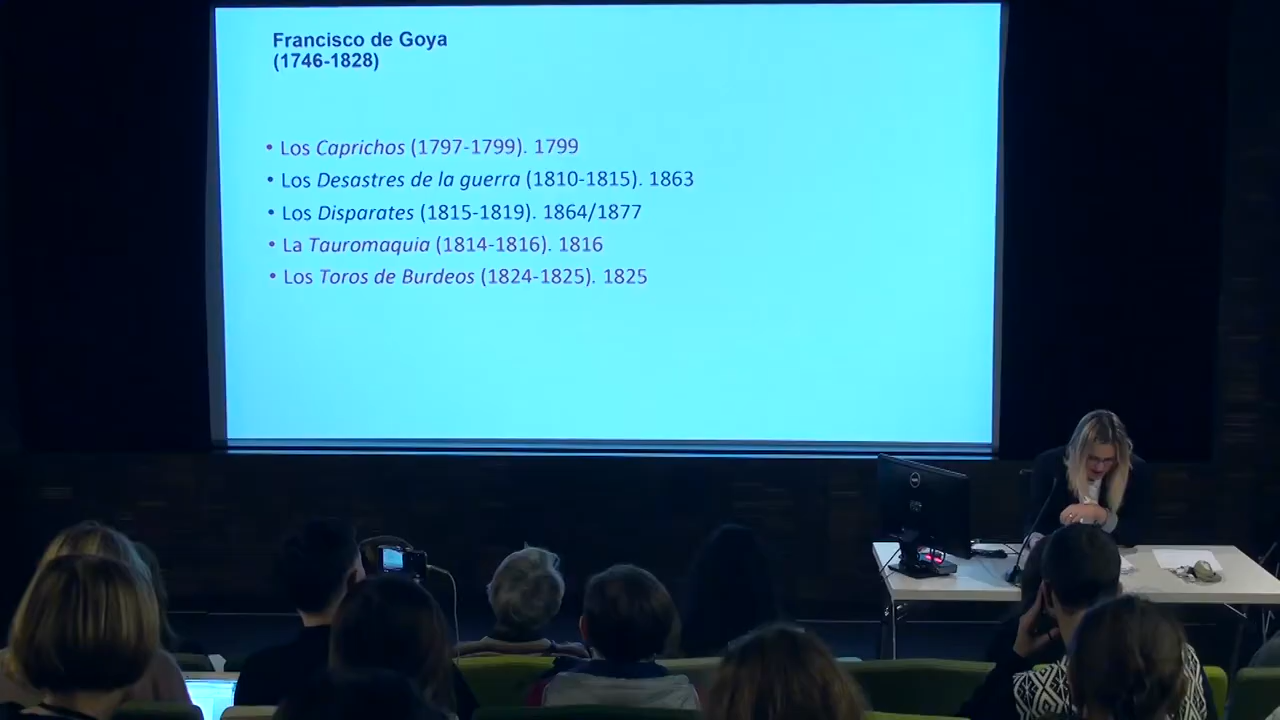 Francisco de Goya
(1746-1828)
• Los Caprichos (1797-1799). 1799
• Los Desastres de la guerra (1810-1815). 1863
• Los Disparates (1815-1819). 1864/1877
• La Tauromaquia (1814-1816). 1816
• Los Toros de Burdeos (1824-1825). 1825